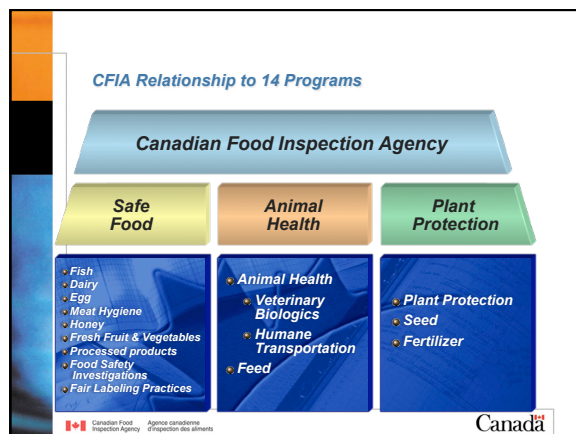 CFIA Relationship to 14 Programs
Canadian Food Inspection Agency
Safe
Food
Animal
Health
Plant
Protection
Fish
Dairy
Egg
Meat Hygiene
Honey
Fresh Fruit & Vegetables
Processed products
Food Safety
Investigations
Fair Labeling Practices
Animal Health
Veterinary
Biologics
Humane
Transportation
Feed
Plant Protection
Seed
Fertilizer
Canadian Food
Inspection Agency
Agence canadienne
d'inspection des aliments
Canada